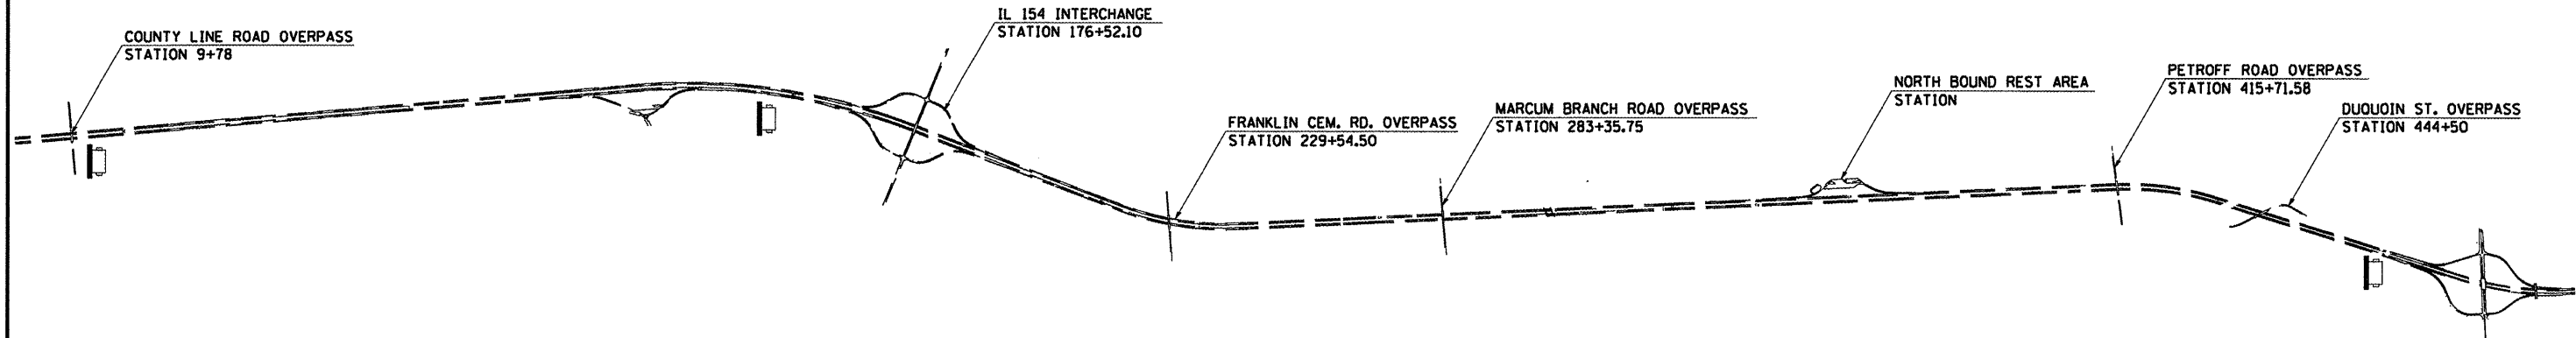 COUNTY LINE ROAD OVERPASS
STATION 9+78
IL 154 INTERCHANGE
STATION 176+52.10
FRANKLIN CEM. RD. OVERPASS
STATION 229+54.50
MARCUM BRANCH ROAD OVERPASS
STATION 283+35.75
NORTH BOUND REST AREA
STATION
PETROFF ROAD OVERPASS
STATION 415+71.58
DUQUOIN ST. OVERPASS
STATION 444+50